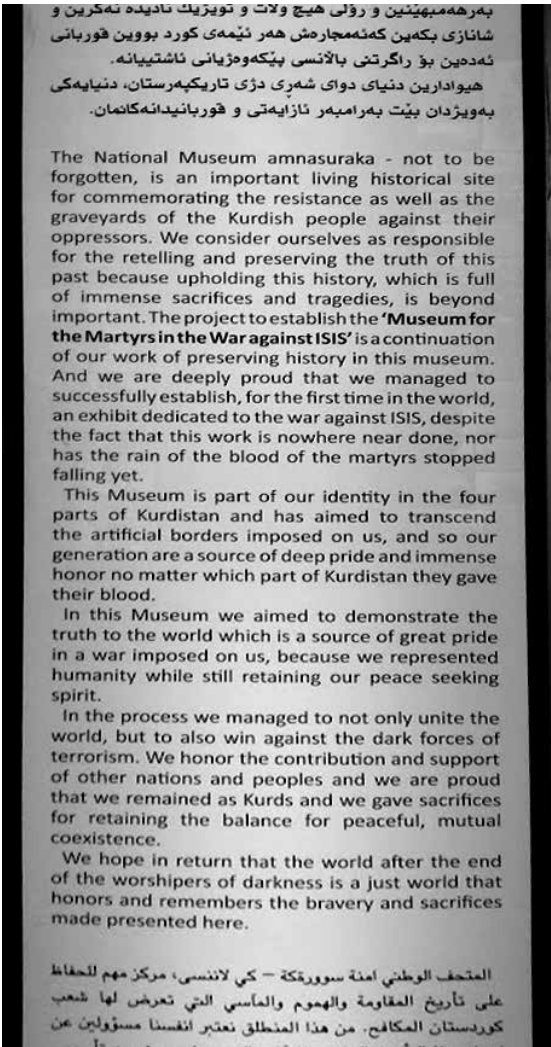 بەرهەمبهێنین و رۆڵی هیچ وڵات و نویژێك نادیدە نەگرین و
شانازی بکەین کەئەمجارەش هەر ئێمەی کورد بووین قوربانی
ئەدەین بۆ راگرتنی باڵانسی پێکەوەژیانی ئاشتییانە.
هیوادارین دنیای دوای شەڕی دژی تاریکپەرستان، دنیایەکی
بەویژدان بێت بەرامبەر ئازایەتی و قوربانیدانەکانمان.
The National Museum amnasuraka - not to be
forgotten, is an important living historical site
for commemorating the resistance as well as the
graveyards of the Kurdish people against their
oppressors. We consider ourselves as responsible
for the retelling and preserving the truth of this
past because upholding this history, which is full
of immense sacrifices and tragedies, is beyond
important. The project to establish the ‘Museum for
the Martyrs in the War against ISIS’ is a continuation
of our work of preserving history in this museum.
And we are deeply proud that we managed to
successfully establish, for the first time in the world,
an exhibit dedicated to the war against ISIS, despite
the fact that this work is nowhere near done, nor
has the rain of the blood of the martyrs stopped
falling yet.
This Museum is part of our identity in the four
parts of Kurdistan and has aimed to transcend
the artificial borders imposed on us, and so our
generation are a source of deep pride and immense
honor no matter which part of Kurdistan they gave
their blood.
In this Museum we aimed to demonstrate the
truth to the world which is a source of great pride
in a war imposed on us, because we represented
humanity while still retaining our peace seeking
spirit.
In the process we managed to not only unite the
world, but to also win against the dark forces of
terrorism. We honor the contribution and support
of other nations and peoples and we are proud
that we remained as Kurds and we gave sacrifices
for retaining the balance for peaceful, mutual
coexistence.
We hope in return that the world after the end
of the worshipers of darkness is a just world that
honors and remembers the bravery and sacrifices
made presented here.
المتحف الوطني امنة سوورەكة – كي لاننسى، مركز مهم للحفاظ
على تأريخ المقاومة والهموم والمآسي التي تعرض لها شعب
كوردستان المكافح. من هذا المنطلق نعتبر انفسنا مسؤولين عن